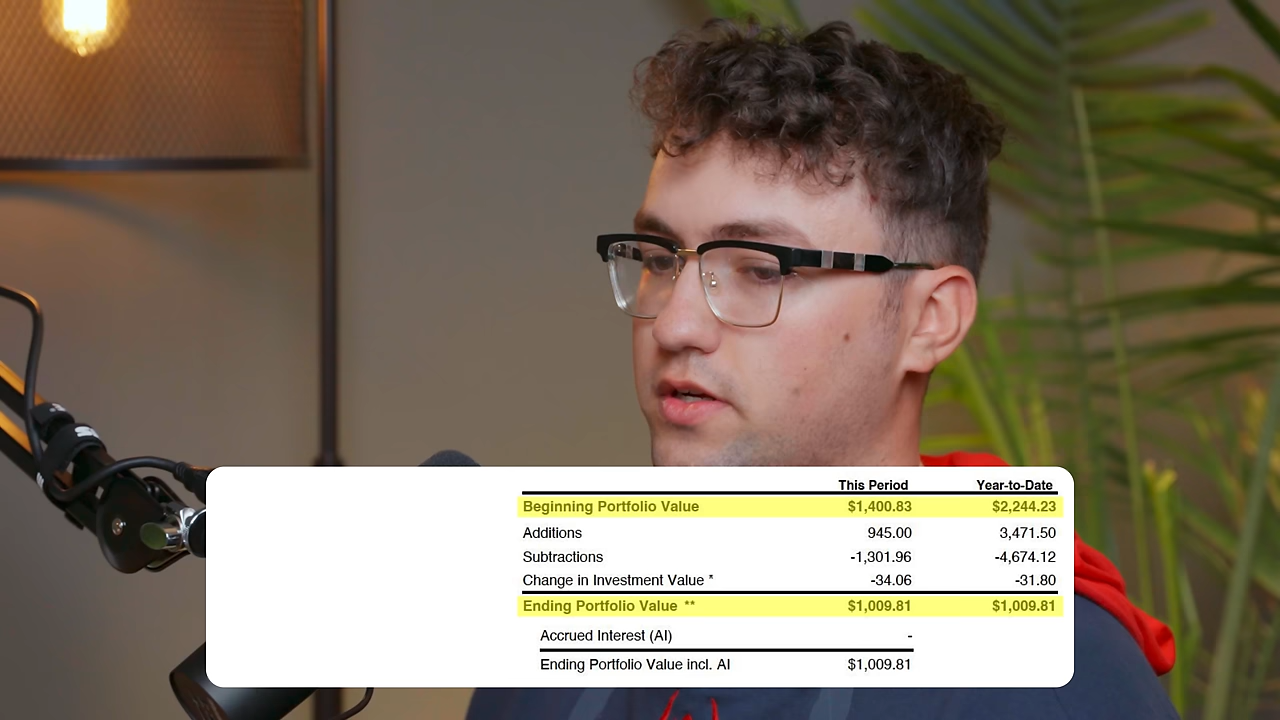 This Period Year-to-Date
Beginning Portfolio Value $1,400.83 $2,244.23
Additions 945.00 3,471.50
Subtractions -1,301.96 -4,674.12
Change in Investment Value * -34.06 -31.80
Ending Portfolio Value ** $1,009.81 $1,009.81
Accrued Interest (AI) -
Ending Portfolio Value incl. AI $1,009.81